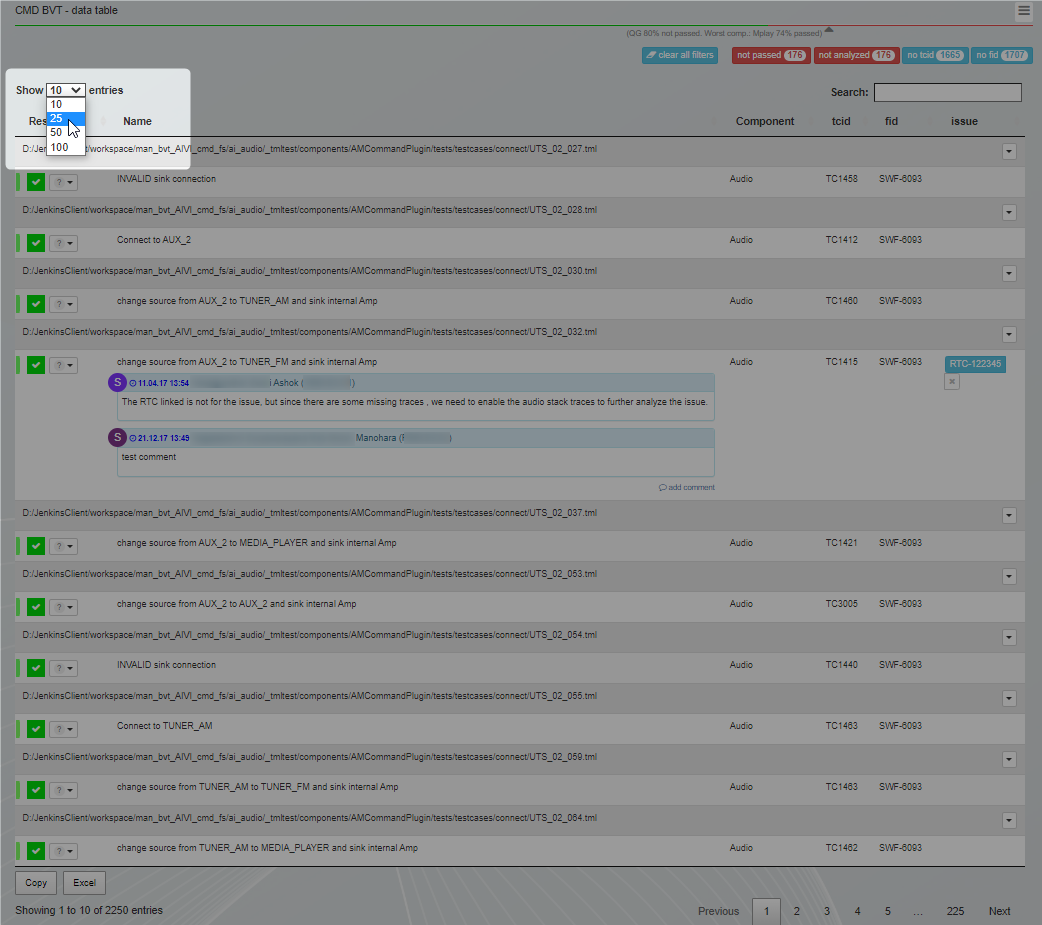 CMD BVT - data table
(QG 80% not passed. Worst comp.: Mplay 74% passed)
clear all filters not passed 176 not analyzed 176 no tcid 1665 no fid 1707
Show 10 entries
Search:
10
25
50
100
Res Name Component tcid fid issue
D:/JenkinsClient/workspace/man_bvt_AIVI_cmd_fs/ai_audio/_tmltest/components/AMCommandPlugin/tests/testcases/connect/UTS_02_027.tml
? INVALID sink connection Audio TC1458 SWF-6093
D:/JenkinsClient/workspace/man_bvt_AIVI_cmd_fs/ai_audio/_tmltest/components/AMCommandPlugin/tests/testcases/connect/UTS_02_028.tml
? Connect to AUX_2 Audio TC1412 SWF-6093
D:/JenkinsClient/workspace/man_bvt_AIVI_cmd_fs/ai_audio/_tmltest/components/AMCommandPlugin/tests/testcases/connect/UTS_02_030.tml
? change source from AUX_2 to TUNER_AM and sink internal Amp Audio TC1460 SWF-6093
D:/JenkinsClient/workspace/man_bvt_AIVI_cmd_fs/ai_audio/_tmltest/components/AMCommandPlugin/tests/testcases/connect/UTS_02_032.tml
? change source from AUX_2 to TUNER_FM and sink internal Amp Audio TC1415 SWF-6093 RTC-122345
S 11.04.17 13:54 i Ashok ( )
The RTC linked is not for the issue, but since there are some missing traces , we need to enable the audio stack traces to further analyze the issue.
S 21.12.17 13:49 Manohara ( )
test comment
add comment
D:/JenkinsClient/workspace/man_bvt_AIVI_cmd_fs/ai_audio/_tmltest/components/AMCommandPlugin/tests/testcases/connect/UTS_02_037.tml
? change source from AUX_2 to MEDIA_PLAYER and sink internal Amp Audio TC1421 SWF-6093
D:/JenkinsClient/workspace/man_bvt_AIVI_cmd_fs/ai_audio/_tmltest/components/AMCommandPlugin/tests/testcases/connect/UTS_02_053.tml
? change source from AUX_2 to AUX_2 and sink internal Amp Audio TC3005 SWF-6093
D:/JenkinsClient/workspace/man_bvt_AIVI_cmd_fs/ai_audio/_tmltest/components/AMCommandPlugin/tests/testcases/connect/UTS_02_054.tml
? INVALID sink connection Audio TC1440 SWF-6093
D:/JenkinsClient/workspace/man_bvt_AIVI_cmd_fs/ai_audio/_tmltest/components/AMCommandPlugin/tests/testcases/connect/UTS_02_055.tml
? Connect to TUNER_AM Audio TC1463 SWF-6093
D:/JenkinsClient/workspace/man_bvt_AIVI_cmd_fs/ai_audio/_tmltest/components/AMCommandPlugin/tests/testcases/connect/UTS_02_059.tml
? change source from TUNER_AM to TUNER_FM and sink internal Amp Audio TC1463 SWF-6093
D:/JenkinsClient/workspace/man_bvt_AIVI_cmd_fs/ai_audio/_tmltest/components/AMCommandPlugin/tests/testcases/connect/UTS_02_064.tml
? change source from TUNER_AM to MEDIA_PLAYER and sink internal Amp Audio TC1462 SWF-6093
Copy Excel
Showing 1 to 10 of 2250 entries
Previous 1 2 3 4 5 … 225 Next